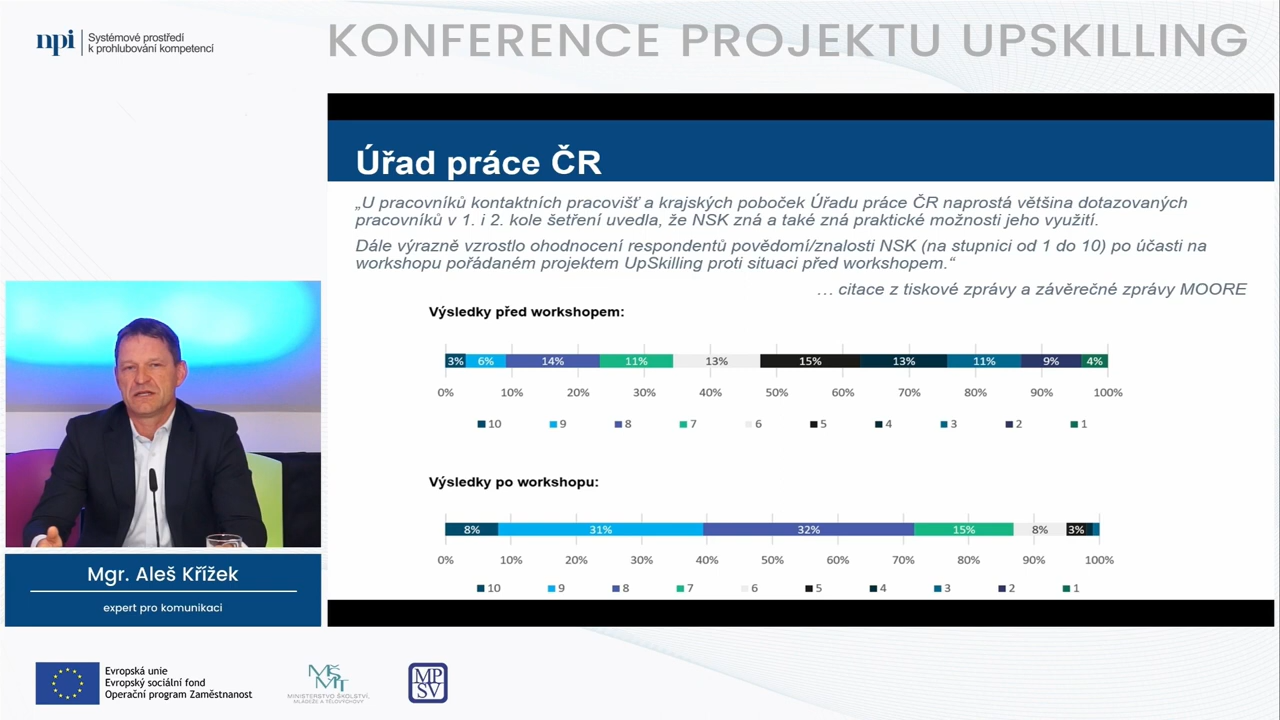 npi
Systémové prostředí
k prohlubování kompetencí
KONFERENCE PROJEKTU UPSKILLING
Úřad práce ČR
„U pracovníků kontaktních pracovišť a krajských poboček Úřadu práce ČR naprostá většina dotazovaných
pracovníků v 1. i 2. kole šetření uvedla, že NSK zná a také zná praktické možnosti jeho využití.
Dále výrazně vzrostlo ohodnocení respondentů povědomí/znalosti NSK (na stupnici od 1 do 10) po účasti na
workshopu pořádaném projektem UpSkilling proti situaci před workshopem.“
… citace z tiskové zprávy a závěrečné zprávy MOORE
Výsledky před workshopem:
3% 6% 14% 11% 13% 15% 13% 11% 9% 4%
0% 10% 20% 30% 40% 50% 60% 70% 80% 90% 100%
10 9 8 7 6 5 4 3 2 1
Výsledky po workshopu:
8% 31% 32% 15% 8% 3%
0% 10% 20% 30% 40% 50% 60% 70% 80% 90% 100%
10 9 8 7 6 5 4 3 2 1
Mgr. Aleš Křížek
expert pro komunikaci
Evropská unie
Evropský sociální fond
Operační program Zaměstnanost
MŠMT
MINISTERSTVO ŠKOLSTVÍ,
MLÁDEŽE A TĚLOVÝCHOVY
MP
SV